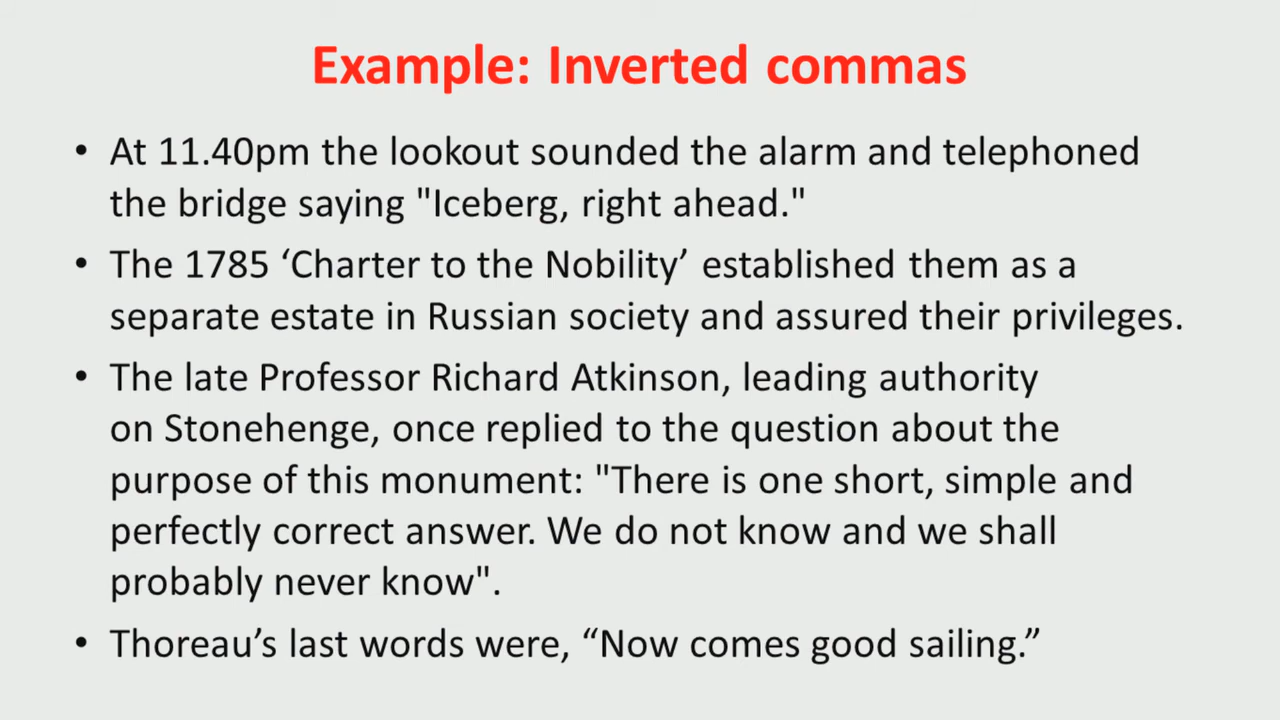 Example: Inverted commas
• At 11.40pm the lookout sounded the alarm and telephoned
the bridge saying "Iceberg, right ahead."
• The 1785 ‘Charter to the Nobility’ established them as a
separate estate in Russian society and assured their privileges.
• The late Professor Richard Atkinson, leading authority
on Stonehenge, once replied to the question about the
purpose of this monument: "There is one short, simple and
perfectly correct answer. We do not know and we shall
probably never know".
• Thoreau’s last words were, “Now comes good sailing.”